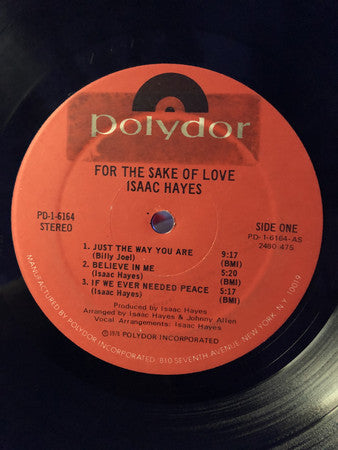 polydor
FOR THE SAKE OF LOVE
ISAAC HAYES
PD-1-6164
STEREO
SIDE ONE
PD-1-6164-AS
2480 475
1. JUST THE WAY YOU ARE 9:17
(Billy Joel) (BMI)
2. BELIEVE IN ME 5:20
(Isaac Hayes) (BMI)
3. IF WE EVER NEEDED PEACE 5:17
(Isaac Hayes) (BMI)
Produced by Isaac Hayes
Arranged by Isaac Hayes & Johnny Allen
Vocal Arrangements: Isaac Hayes
Ⓟ 1978 POLYDOR INCORPORATED
MANUFACTURED BY POLYDOR INCORPORATED, 810 SEVENTH AVENUE, NEW YORK, N.Y. 10019